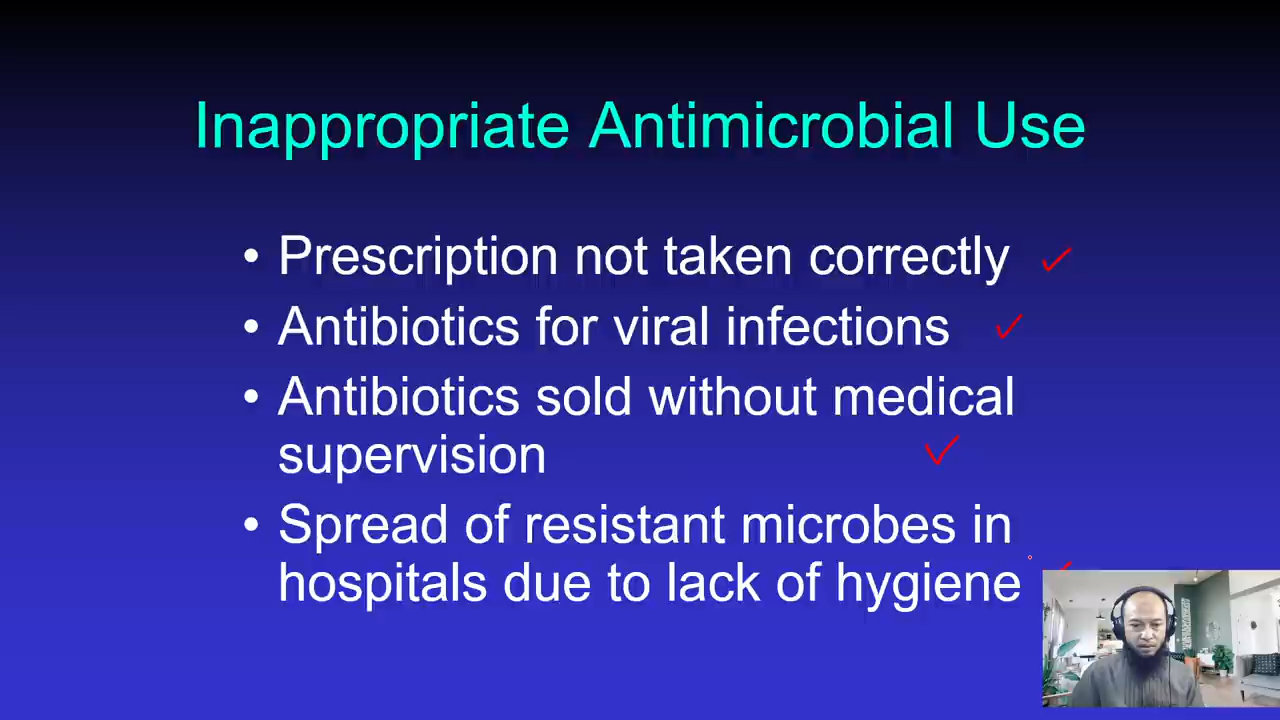 Inappropriate Antimicrobial Use
• Prescription not taken correctly
• Antibiotics for viral infections
• Antibiotics sold without medical
supervision
• Spread of resistant microbes in
hospitals due to lack of hygiene